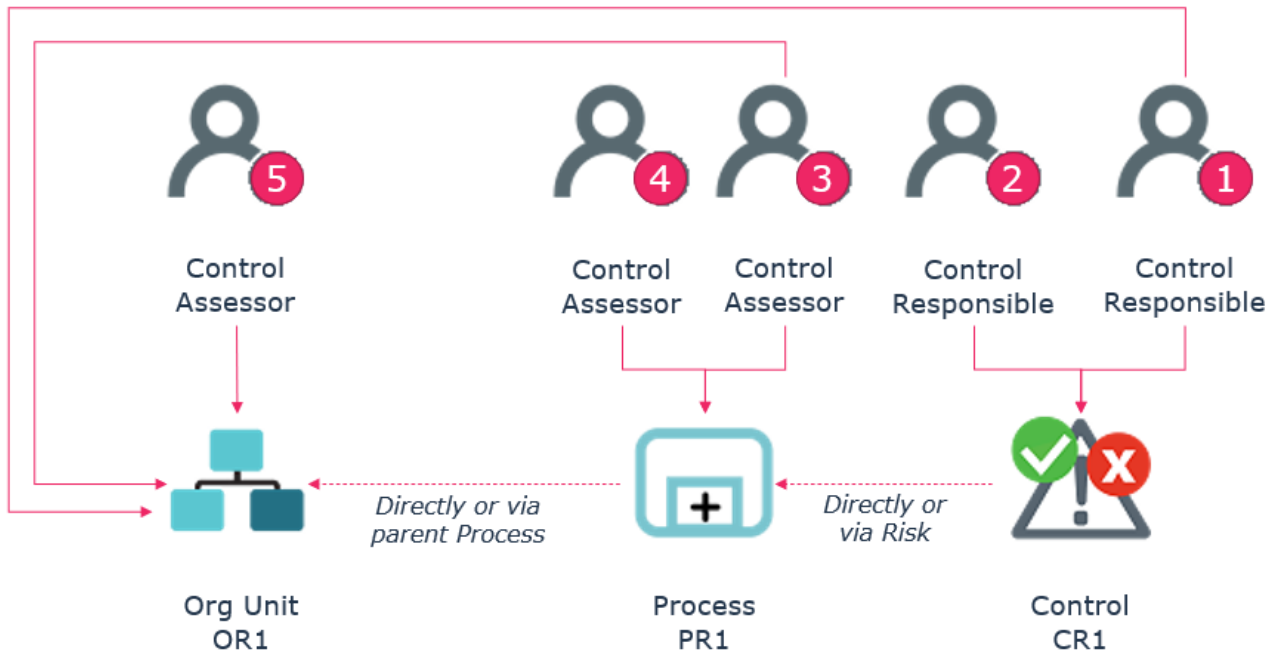 5
4
3
2
1
Control
Assessor
Control
Assessor
Control
Assessor
Control
Responsible
Control
Responsible
Directly or via
parent Process
Directly or
via Risk
Org Unit
OR1
Process
PR1
Control
CR1